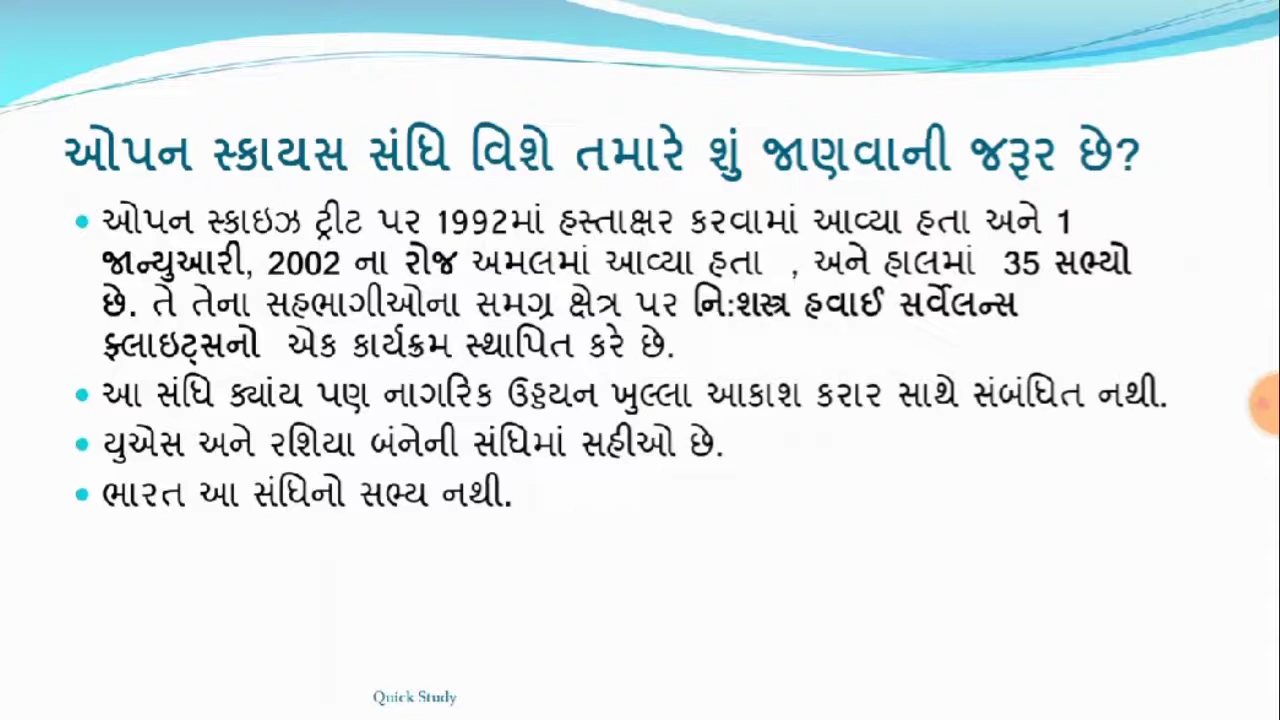 ઓપન સ્કાયસ સંધિ વિશે તમારે શું જાણવાની જરૂર છે?
• ઓપન સ્કાઇઝ ટ્રીટ પર 1992માં હસ્તાક્ષર કરવામાં આવ્યા હતા અને 1
જાન્યુઆરી, 2002 ના રોજ અમલમાં આવ્યા હતા , અને હાલમાં 35 સભ્યો
છે. તે તેના સહભાગીઓના સમગ્ર ક્ષેત્ર પર નિ:શસ્ત્ર હવાઈ સર્વેલન્સ
ફ્લાઇટ્સનો એક કાર્યક્રમ સ્થાપિત કરે છે.
• આ સંધિ ક્યાંય પણ નાગરિક ઉડ્ડયન ખુલ્લા આકાશ કરાર સાથે સંબંધિત નથી.
• યુએસ અને રશિયા બંનેની સંધિમાં સહીઓ છે.
• ભારત આ સંધિનો સભ્ય નથી.
Quick Study